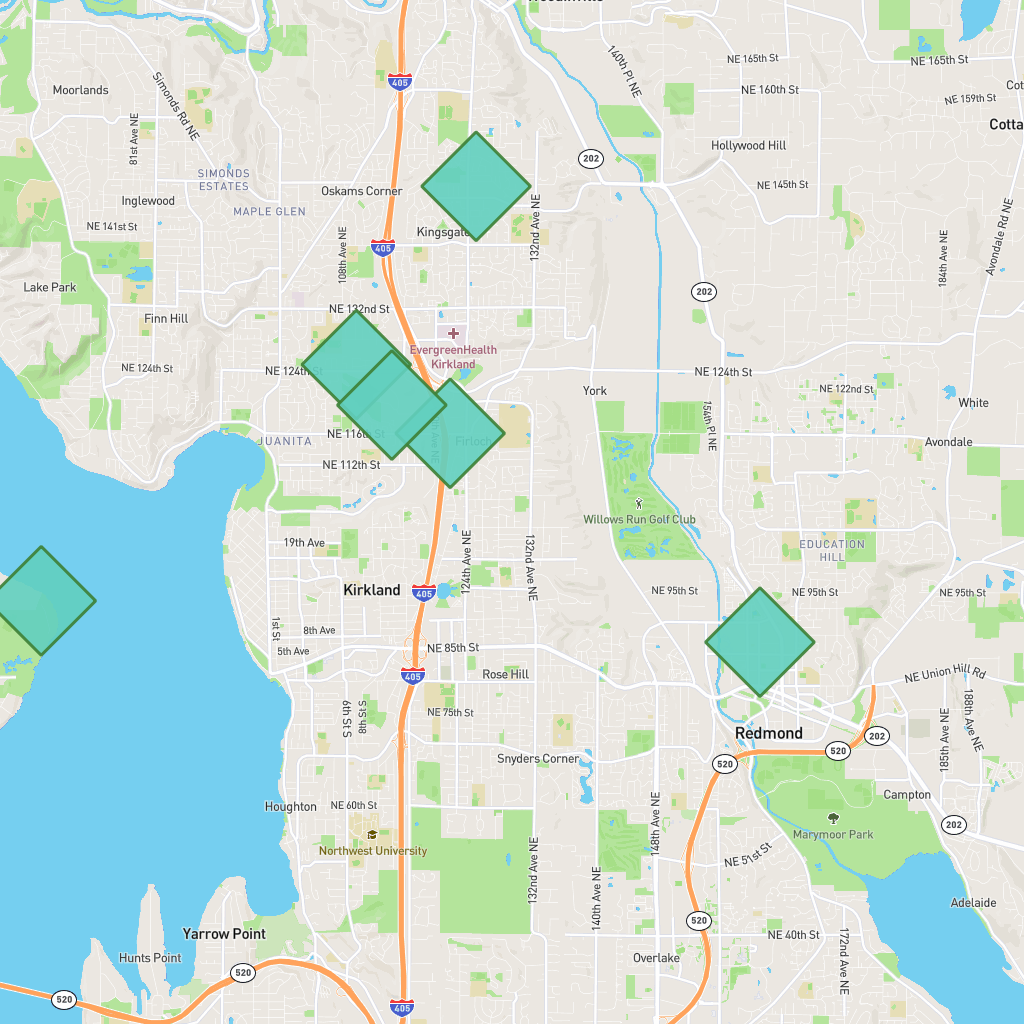 405
NE 165th St
NE 165th St
140th Pl NE
Moorlands
Simonds Rd NE
NE 160th St
NE 159th St
81st Ave NE
Hollywood Hill
202
SIMONDS
ESTATES
Oskams Corner
NE 145th St
Inglewood
MAPLE GLEN
132nd Ave NE
NE 141st St
108th Ave NE
405
184th Ave NE
Avondale Rd NE
Lake Park
202
NE 132nd St
Finn Hill
EvergreenHealth
Kirkland
NE 124th St
NE 124th St
York
NE 122nd St
White
154th Pl NE
JUANITA
Firloch
Avondale
NE 112th St
Willows Run Golf Club
19th Ave
124th Ave NE
132nd Ave NE
EDUCATION
HILL
Kirkland
405
NE 95th St
NE 95th St
NE 95th St
1st St
8th Ave
5th Ave
NE 85th St
405
Rose Hill
NE Union Hill Rd
6th St S
8th St S
NE 75th St
188th Ave NE
185th Ave NE
Redmond
202
520
520
Snyders Corner
Campton
Houghton
NE 60th St
148th Ave NE
Marymoor Park
202
Northwest University
NE 51st St
132nd Ave NE
140th Ave NE
Adelaide
520
Yarrow Point
NE 40th St
172nd Ave NE
Hunts Point
520
Overlake
520
405